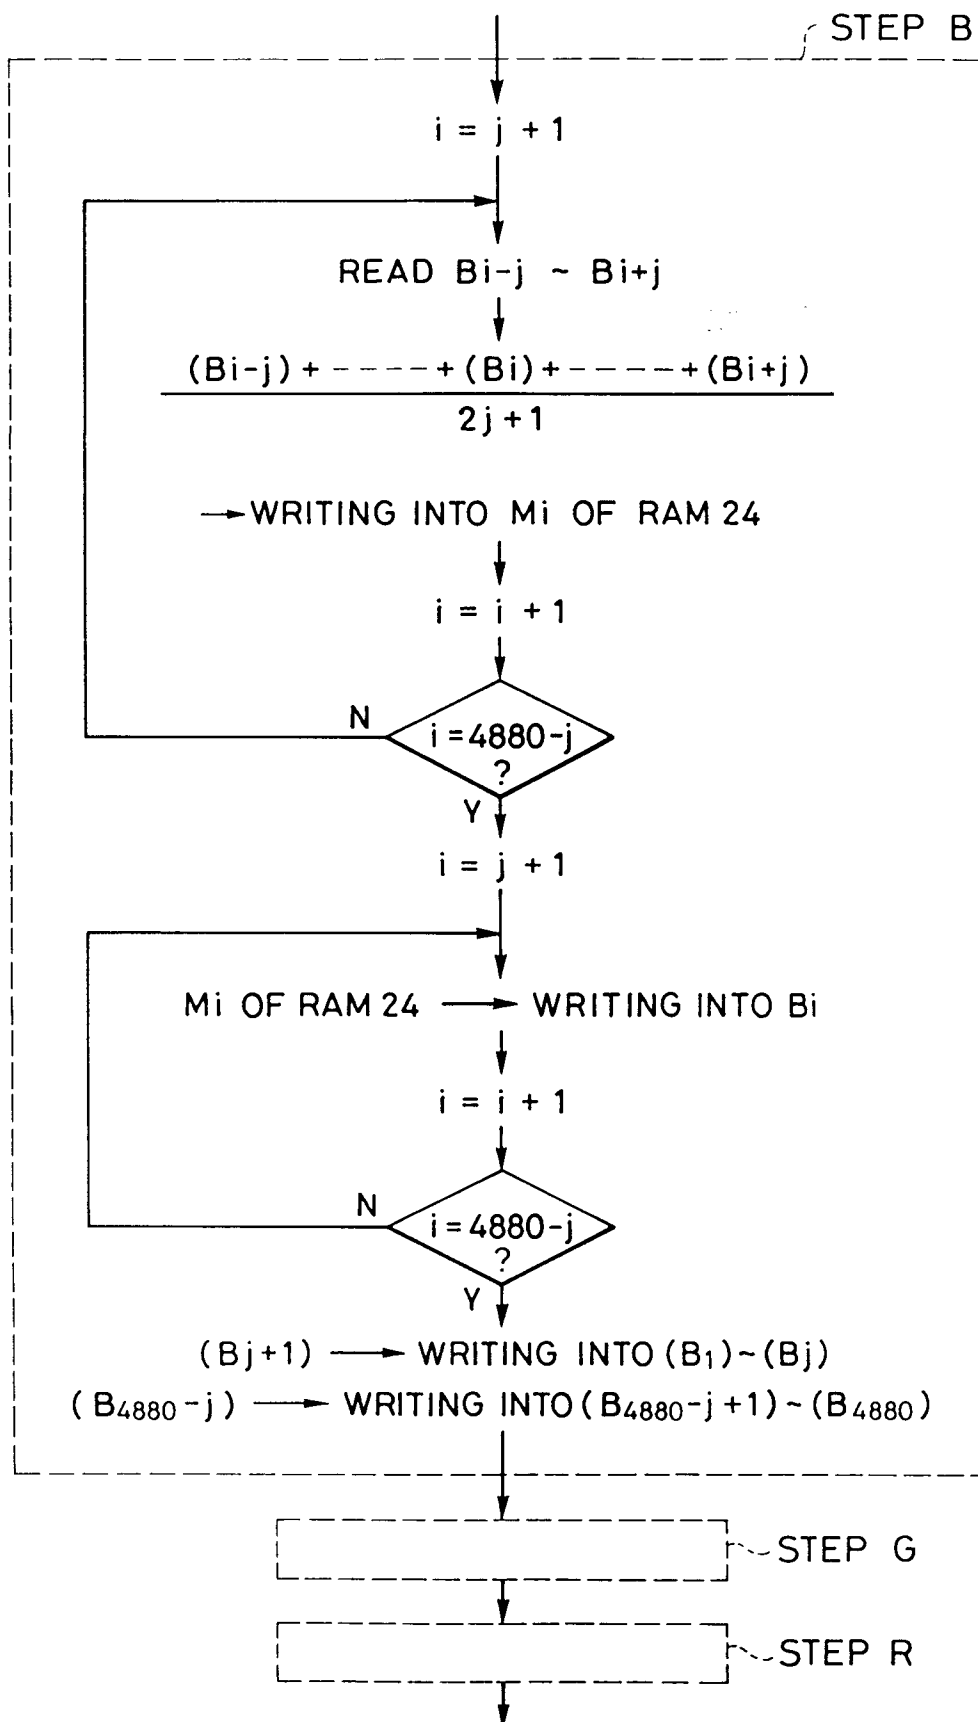 STEP B
i = j + 1
READ Bi-j ~ Bi+j
(Bi-j) + ----- + (Bi) + ----- + (Bi+j)
2j+1
→ WRITING INTO Mi OF RAM 24
i = i + 1
N
i = 4880-j
?
Y
i = j + 1
Mi OF RAM 24 → WRITING INTO Bi
i = i + 1
N
i = 4880-j
?
Y
(Bj+1) → WRITING INTO (B1) ~ (Bj)
(B4880-j) → WRITING INTO (B4880-j+1) ~ (B4880)
STEP G
STEP R